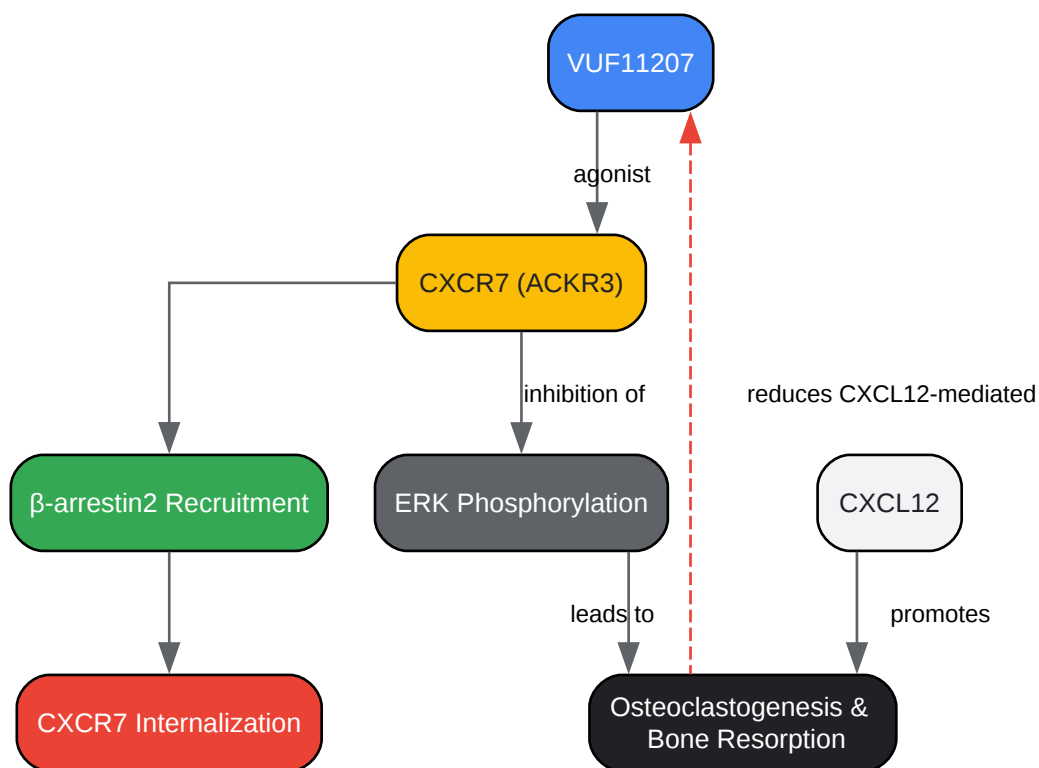 VUF11207
agonist
CXCR7 (ACKR3)
inhibition of
reduces CXCL12-mediated
β-arrestin2 Recruitment
ERK Phosphorylation
CXCL12
leads to
promotes
CXCR7 Internalization
Osteoclastogenesis &
Bone Resorption